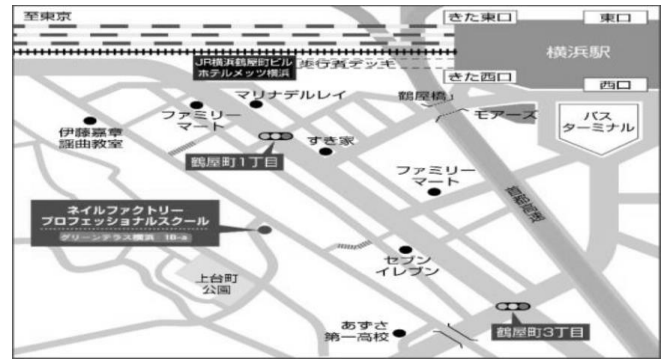 至東京
きた東口
東口
横浜駅
JR横浜鶴屋町ビル
ホテルメッツ横浜
歩行者デッキ
きた西口
西口
マリナデルレイ
鶴屋橋
モアーズ
バス
ターミナル
ファミリー
マート
伊藤嘉章
謡曲教室
すき家
鶴屋町1丁目
ファミリー
マート
首都高速
ネイルファクトリー
プロフェッショナルスクール
グリーンテラス横浜 1B-a
セブン
イレブン
上台町
公園
あずさ
第一高校
鶴屋町3丁目